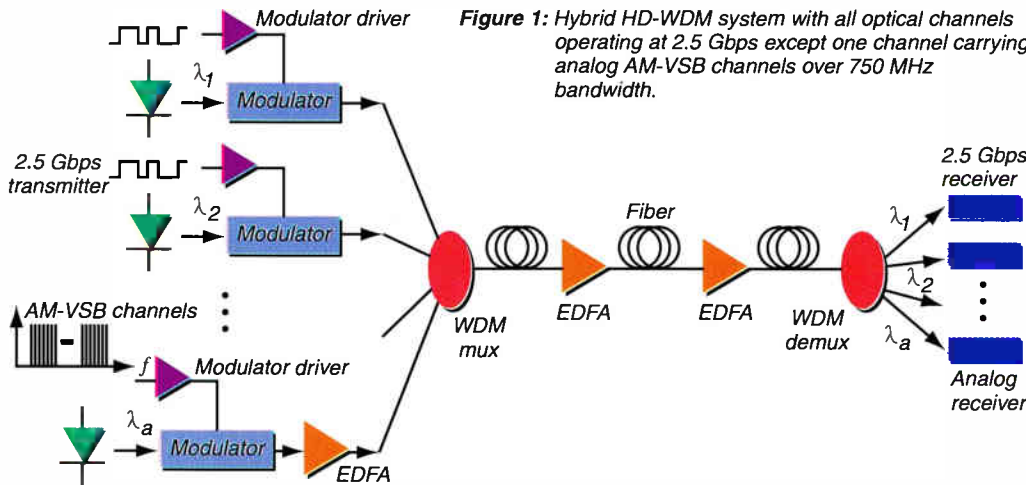 Modulator driver
Figure 1: Hybrid HD-WDM system with all optical channels
operating at 2.5 Gbps except one channel carrying
analog AM-VSB channels over 750 MHz
bandwidth.
λ1
Modulator
2.5 Gbps
transmitter
λ2
Modulator
AM-VSB channels
f
Modulator driver
λa
Modulator
EDFA
WDM
mux
EDFA
Fiber
EDFA
WDM
demux
2.5 Gbps
receiver
λ1
λ2
λa
Analog
receiver